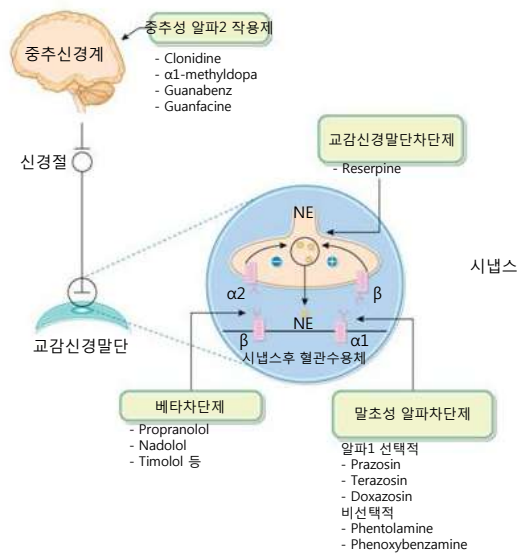 중추성 알파2 작용제
- Clonidine
- α1-methyldopa
- Guanabenz
- Guanfacine
중추신경계
신경절
교감신경말단
교감신경말단차단제
- Reserpine
시냅스
NE
α2
β
NE
β
α1
시냅스후 혈관수용체
베타차단제
- Propranolol
- Nadolol
- Timolol 등
말초성 알파차단제
알파1 선택적
- Prazosin
- Terazosin
- Doxazosin
비선택적
- Phentolamine
- Phenoxybenzamine